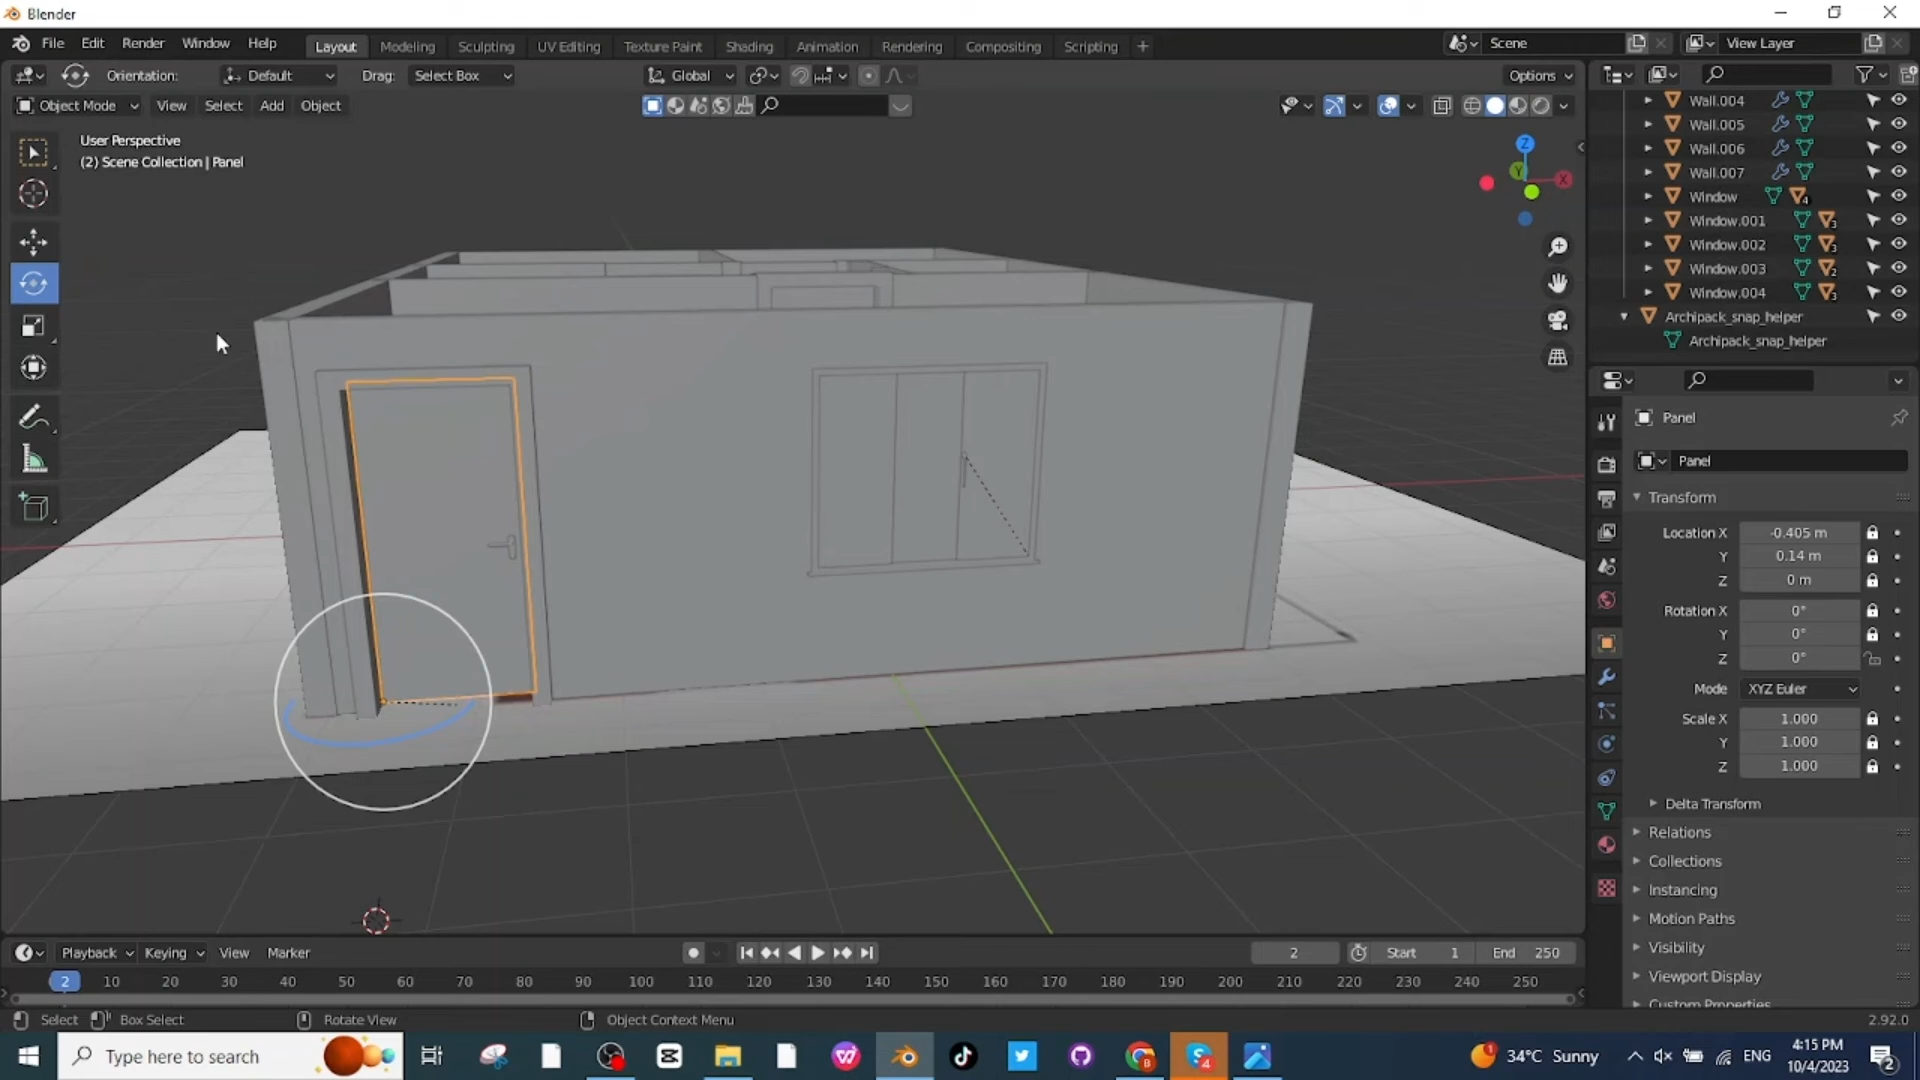 Blender
File Edit Render Window Help Layout Modeling Sculpting UV Editing Texture Paint Shading Animation Rendering Compositing Scripting + Scene View Layer
Orientation: Default Drag: Select Box Global Options
Object Mode View Select Add Object
User Perspective
(2) Scene Collection | Panel
Z
Y
X
Wall.004
Wall.005
Wall.006
Wall.007
Window 4
Window.001 3
Window.002 3
Window.003 2
Window.004 3
Archipack_snap_helper
Archipack_snap_helper
Panel
Panel
Transform
Location X -0.405 m
Y 0.14 m
Z 0 m
Rotation X 0°
Y 0°
Z 0°
Mode XYZ Euler
Scale X 1.000
Y 1.000
Z 1.000
Delta Transform
Relations
Collections
Instancing
Motion Paths
Visibility
Viewport Display
Custom Properties
Playback Keying View Marker 2 Start 1 End 250
2 10 20 30 40 50 60 70 80 90 100 110 120 130 140 150 160 170 180 190 200 210 220 230 240 250
Select Box Select Rotate View Object Context Menu 2.92.0
Type here to search 4 34°C Sunny ENG 4:15 PM
10/4/2023 2